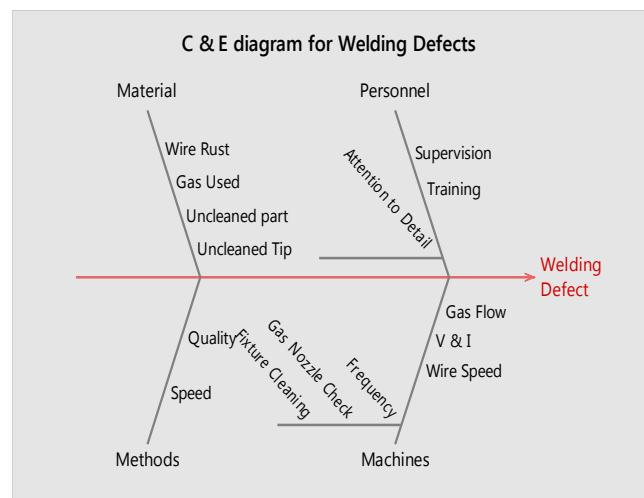 C & E diagram for Welding Defects
Material
Personnel
Wire Rust
Gas Used
Uncleaned part
Uncleaned Tip
Supervision
Training
Attention to Detail
Welding
Defect
Quality
Speed
Gas Flow
V & I
Wire Speed
Fixture Cleaning
Gas Nozzle Check
Frequency
Methods
Machines